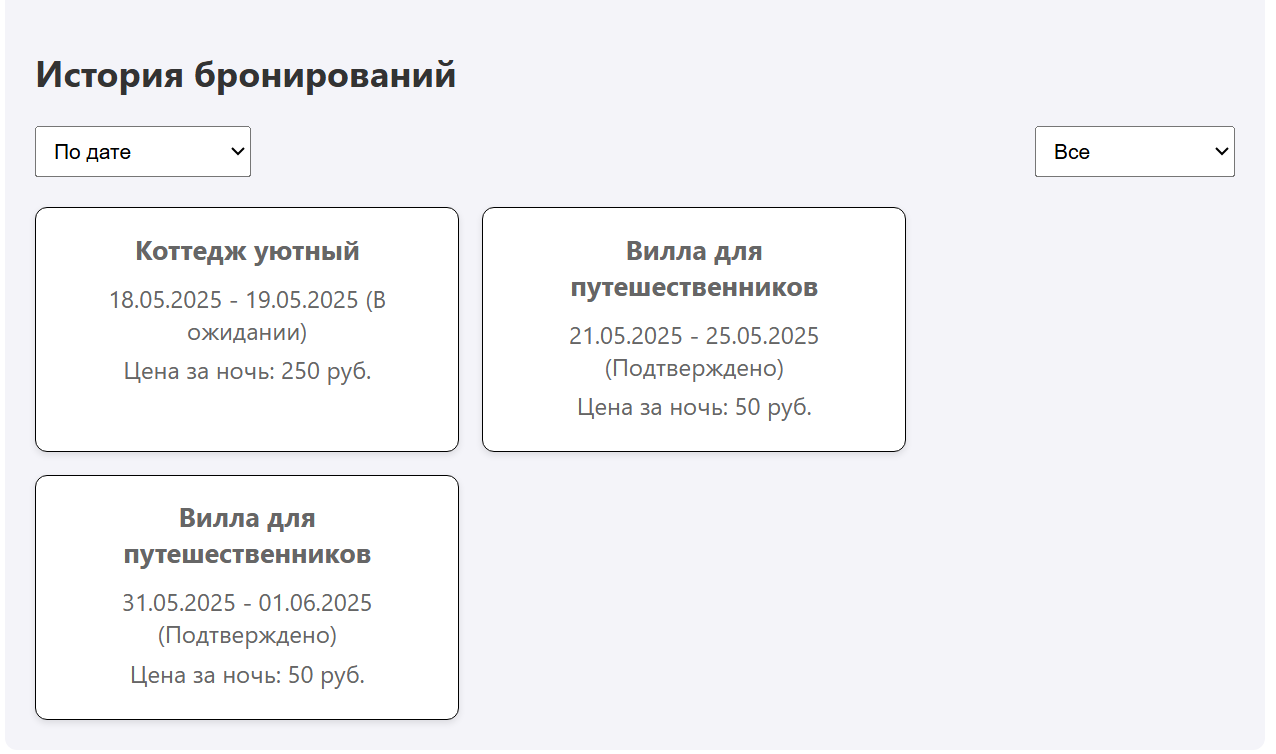 История бронирований
По дате
Все
Коттедж уютный
18.05.2025 - 19.05.2025 (В
ожидании)
Цена за ночь: 250 руб.
Вилла для
путешественников
21.05.2025 - 25.05.2025
(Подтверждено)
Цена за ночь: 50 руб.
Вилла для
путешественников
31.05.2025 - 01.06.2025
(Подтверждено)
Цена за ночь: 50 руб.